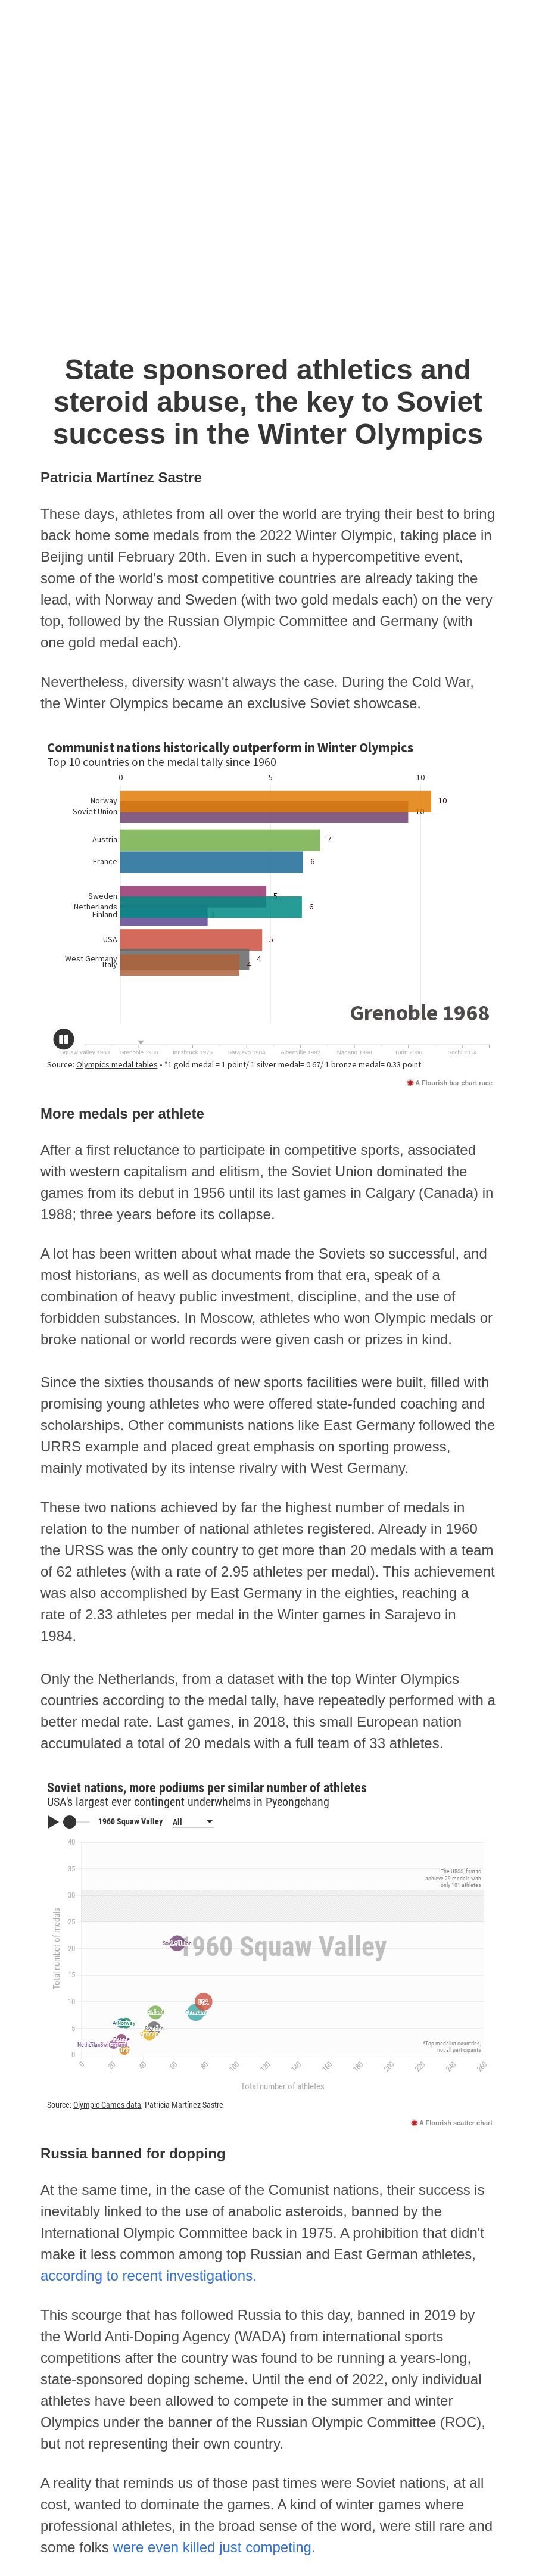 State sponsored athletics and
steroid abuse, the key to Soviet
success in the Winter Olympics
Patricia Martínez Sastre
These days, athletes from all over the world are trying their best to bring
back home some medals from the 2022 Winter Olympic, taking place in
Beijing until February 20th. Even in such a hypercompetitive event,
some of the world's most competitive countries are already taking the
lead, with Norway and Sweden (with two gold medals each) on the very
top, followed by the Russian Olympic Committee and Germany (with
one gold medal each).
Nevertheless, diversity wasn't always the case. During the Cold War,
the Winter Olympics became an exclusive Soviet showcase.
Communist nations historically outperform in Winter Olympics
Top 10 countries on the medal tally since 1960
0 5 10
Norway 10
Soviet Union 10
Austria 7
France 6
Sweden 5
Netherlands 6
Finland 3
USA 5
West Germany 4
Italy 4
Grenoble 1968
Squaw Valley 1960 Grenoble 1968 Innsbruck 1976 Sarajevo 1984 Albertville 1992 Nagano 1998 Turin 2006 Sochi 2014
Source: Olympics medal tables • *1 gold medal = 1 point/ 1 silver medal= 0.67/ 1 bronze medal= 0.33 point
A Flourish bar chart race
More medals per athlete
After a first reluctance to participate in competitive sports, associated
with western capitalism and elitism, the Soviet Union dominated the
games from its debut in 1956 until its last games in Calgary (Canada) in
1988; three years before its collapse.
A lot has been written about what made the Soviets so successful, and
most historians, as well as documents from that era, speak of a
combination of heavy public investment, discipline, and the use of
forbidden substances. In Moscow, athletes who won Olympic medals or
broke national or world records were given cash or prizes in kind.
Since the sixties thousands of new sports facilities were built, filled with
promising young athletes who were offered state-funded coaching and
scholarships. Other communists nations like East Germany followed the
URRS example and placed great emphasis on sporting prowess,
mainly motivated by its intense rivalry with West Germany.
These two nations achieved by far the highest number of medals in
relation to the number of national athletes registered. Already in 1960
the URSS was the only country to get more than 20 medals with a team
of 62 athletes (with a rate of 2.95 athletes per medal). This achievement
was also accomplished by East Germany in the eighties, reaching a
rate of 2.33 athletes per medal in the Winter games in Sarajevo in
1984.
Only the Netherlands, from a dataset with the top Winter Olympics
countries according to the medal tally, have repeatedly performed with a
better medal rate. Last games, in 2018, this small European nation
accumulated a total of 20 medals with a full team of 33 athletes.
Soviet nations, more podiums per similar number of athletes
USA's largest ever contingent underwhelms in Pyeongchang
1960 Squaw Valley All
40
35
The URSS, first to
achieve 29 medals with
only 101 athletes
30
25
20
Soviet Union
1960 Squaw Valley
15
10
USA
Germany
5
0
*Top medalist countries,
not all participants
Total number of medals
0 20 40 60 80 100 120 140 160 180 200 220 240 260
Total number of athletes
Source: Olympic Games data, Patricia Martínez Sastre
A Flourish scatter chart
Russia banned for dopping
At the same time, in the case of the Comunist nations, their success is
inevitably linked to the use of anabolic asteroids, banned by the
International Olympic Committee back in 1975. A prohibition that didn't
make it less common among top Russian and East German athletes,
according to recent investigations.
This scourge that has followed Russia to this day, banned in 2019 by
the World Anti-Doping Agency (WADA) from international sports
competitions after the country was found to be running a years-long,
state-sponsored doping scheme. Until the end of 2022, only individual
athletes have been allowed to compete in the summer and winter
Olympics under the banner of the Russian Olympic Committee (ROC),
but not representing their own country.
A reality that reminds us of those past times were Soviet nations, at all
cost, wanted to dominate the games. A kind of winter games where
professional athletes, in the broad sense of the word, were still rare and
some folks were even killed just competing.